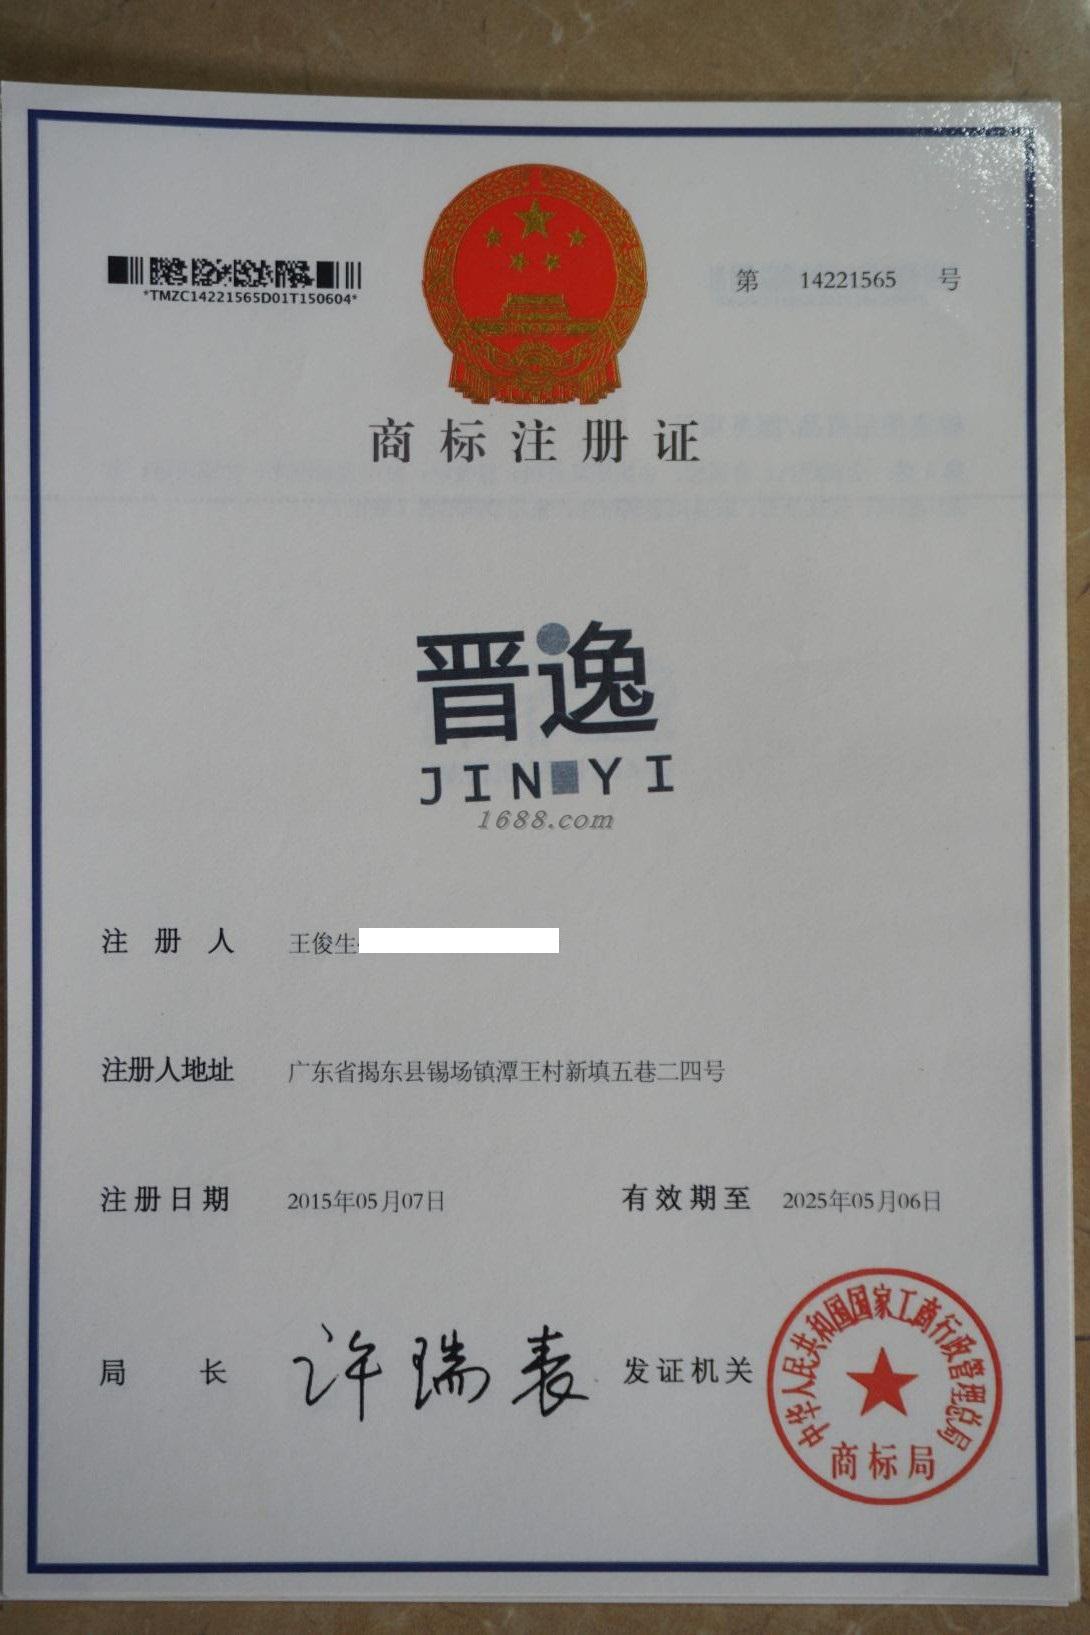 *TMZC14221565D01T150604*
第 14221565 号
商标注册证
晋逸
JINYI
1688.com
注册人 王俊生
注册人地址 广东省揭东县锡场镇潭王村新填五巷二四号
注册日期 2015年05月07日 有效期至 2025年05月06日
局长 许瑞表 发证机关
中华人民共和国国家工商行政管理总局
商标局